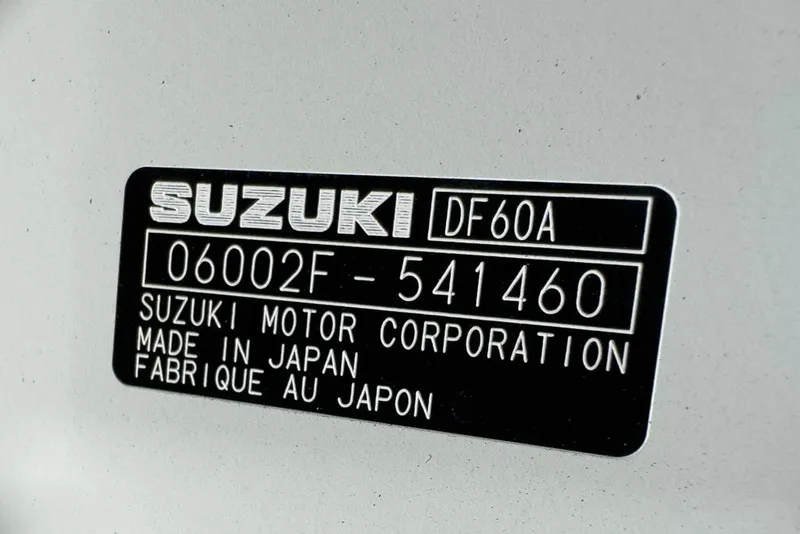 SUZUKI DF60A
06002F-541460
SUZUKI MOTOR CORPORATION
MADE IN JAPAN
FABRIQUE AU JAPON